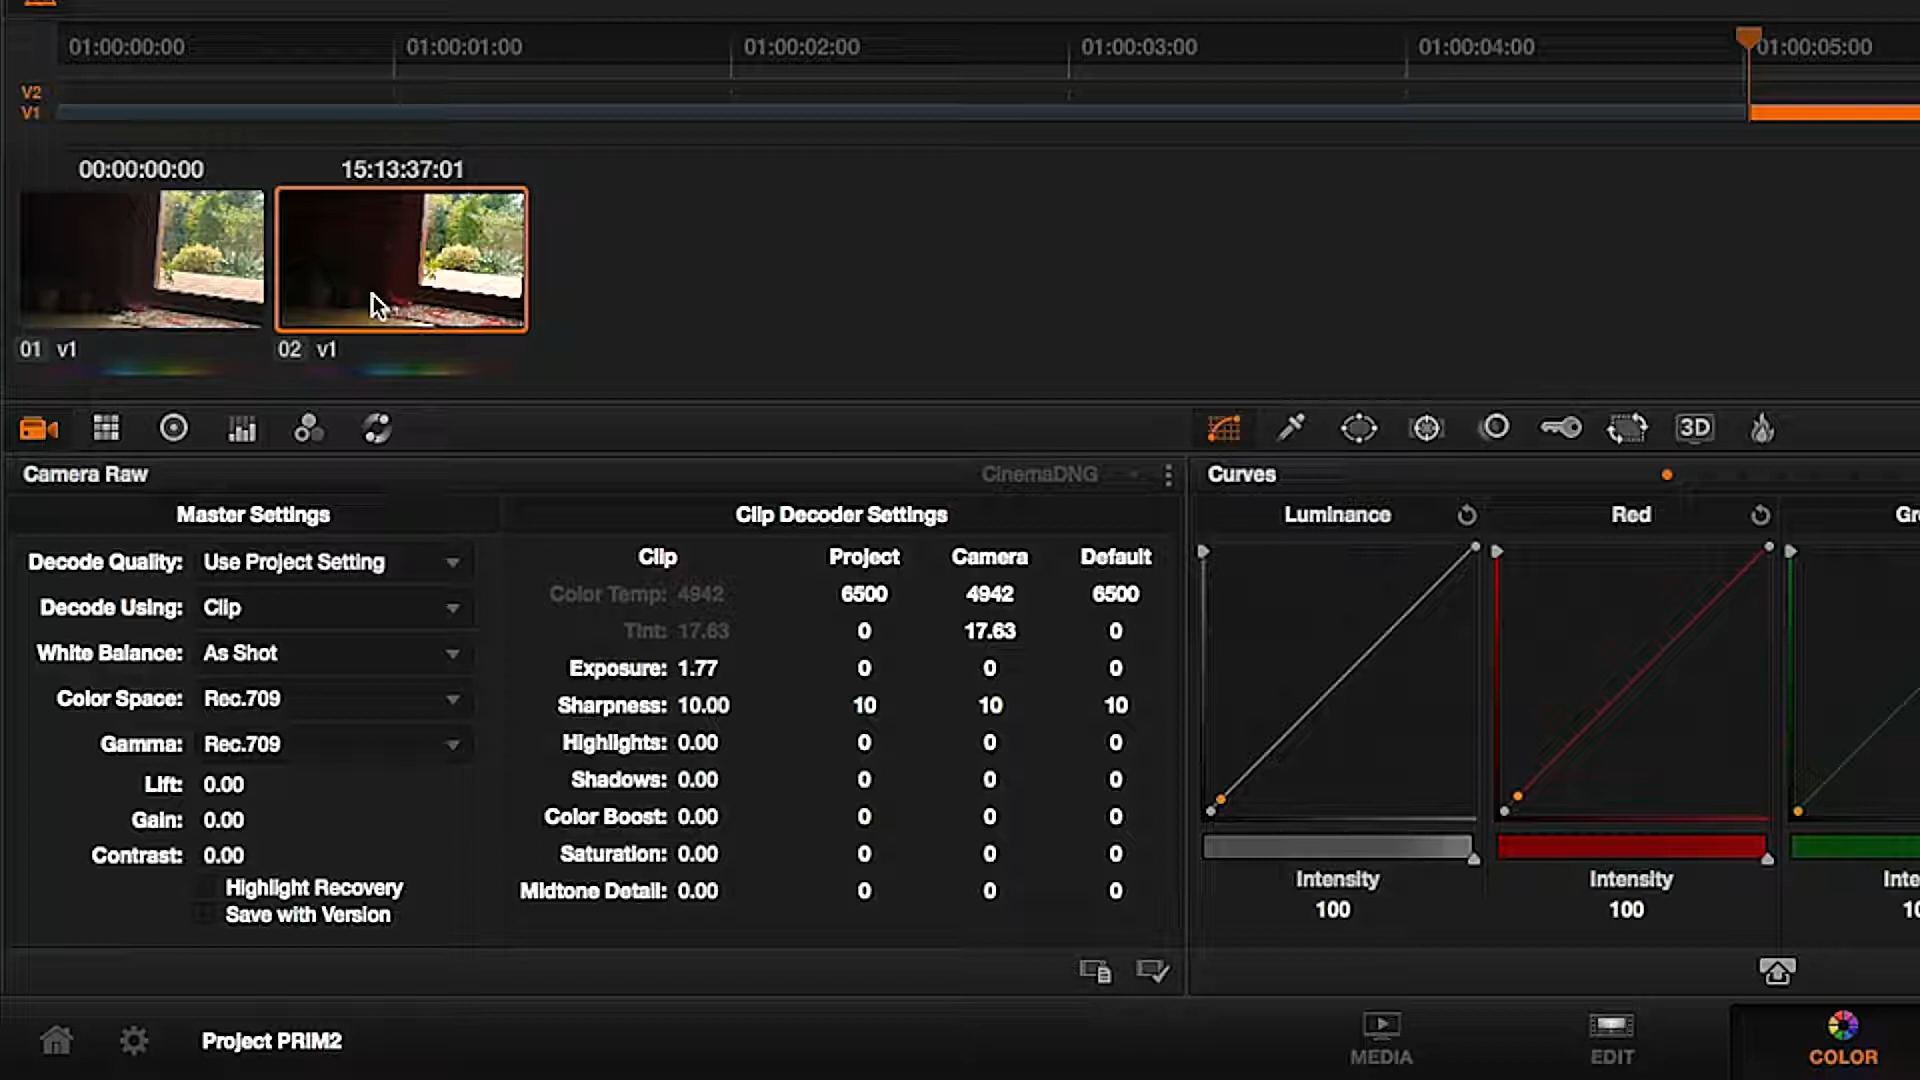 01:00:00:00 01:00:01:00 01:00:02:00 01:00:03:00 01:00:04:00 01:00:05:00
V2
V1
00:00:00:00 15:13:37:01
01 v1 02 v1
3D
Camera Raw CinemaDNG Curves
Master Settings Clip Decoder Settings Luminance Red Gr
Decode Quality: Use Project Setting
Decode Using: Clip
White Balance: As Shot
Color Space: Rec.709
Gamma: Rec.709
Lift: 0.00
Gain: 0.00
Contrast: 0.00
Highlight Recovery
Save with Version
Clip Project Camera Default
Color Temp: 4942 6500 4942 6500
Tint: 17.63 0 17.63 0
Exposure: 1.77 0 0 0
Sharpness: 10.00 10 10 10
Highlights: 0.00 0 0 0
Shadows: 0.00 0 0 0
Color Boost: 0.00 0 0 0
Saturation: 0.00 0 0 0
Midtone Detail: 0.00 0 0 0
Intensity Intensity Inte
100 100 10
Project PRIM2
MEDIA EDIT COLOR